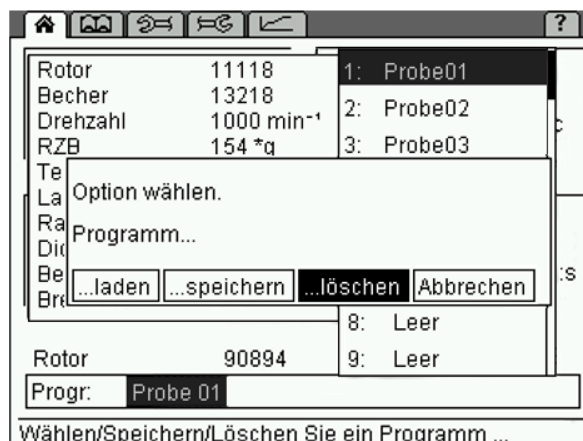 ?
Rotor 11118
Becher 13218
Drehzahl 1000 min⁻¹
RZB 154 *g
1: Probe01
2: Probe02
3: Probe03
Te
La
Ra
Be
Option wählen.
Programm...
...laden ...speichern ...löschen Abbrechen
8: Leer
9: Leer
Rotor 90894
Progr: Probe 01
Wählen/Speichern/Löschen Sie ein Programm ...